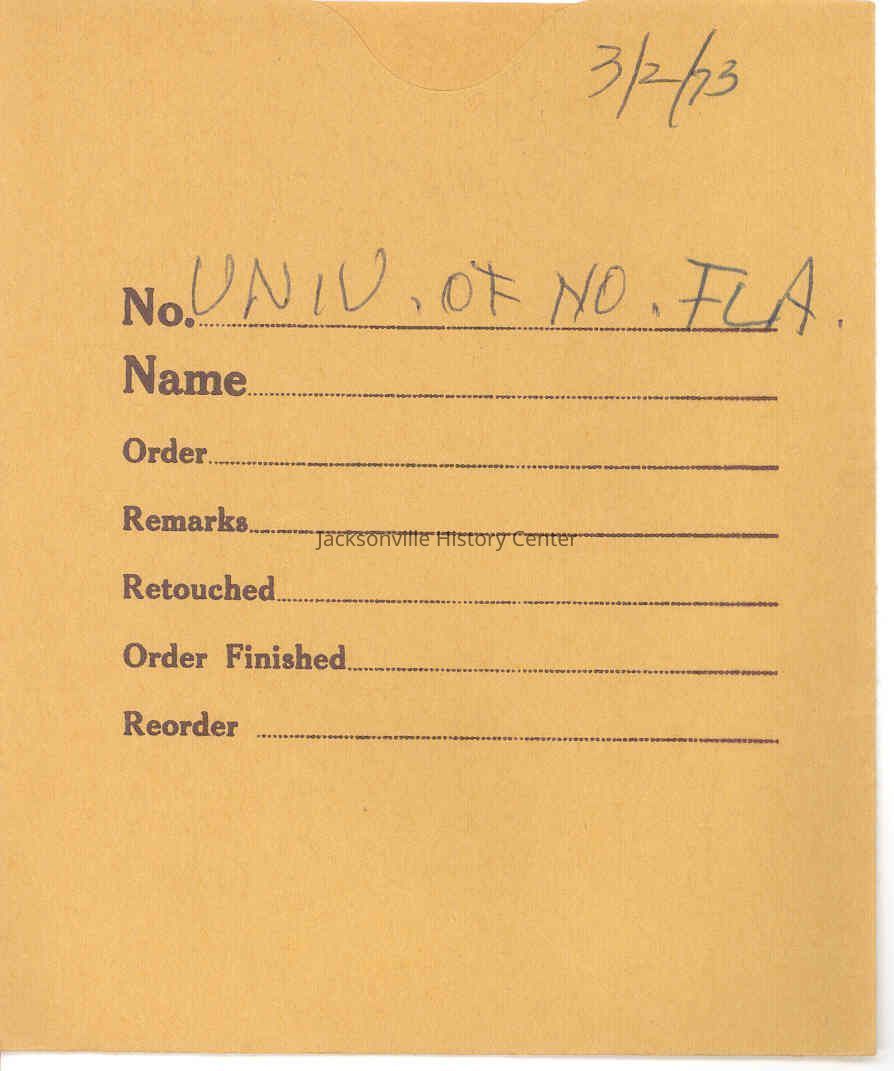 3/2/73
No. UNIV. OF NO. FLA.
Name
Order
Remarks
Jacksonville History Center
Retouched
Order Finished
Reorder